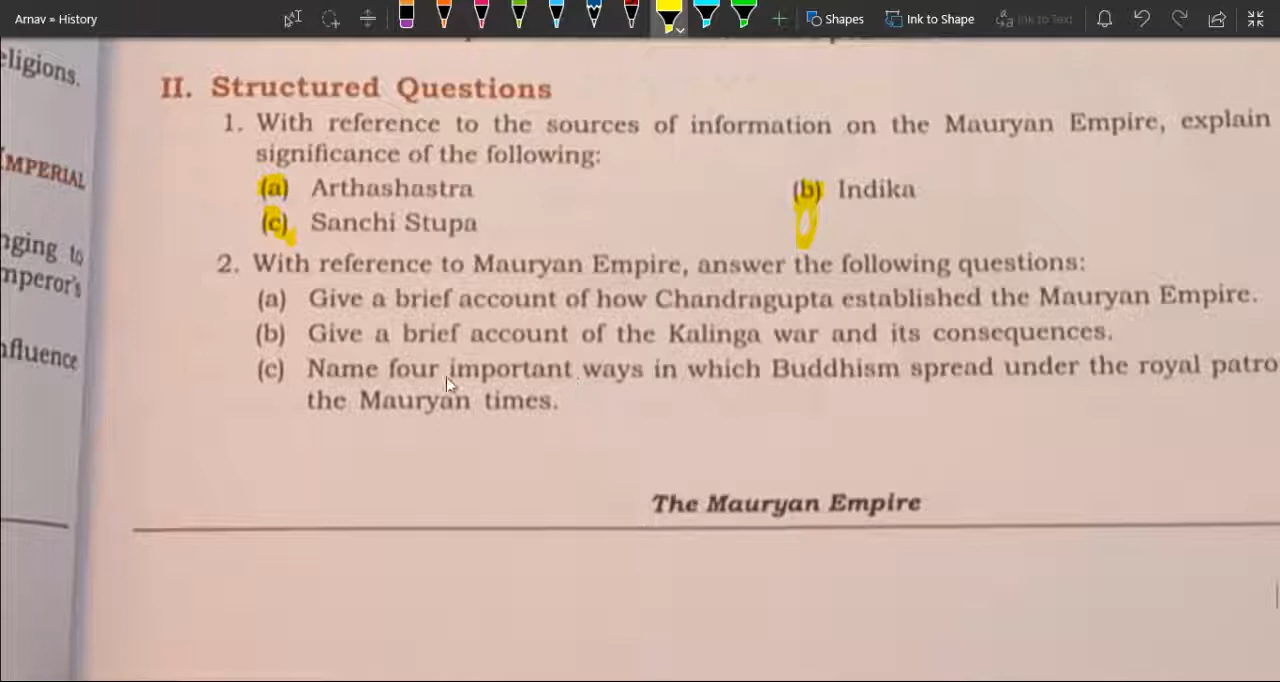 Arnav » History
Shapes
Ink to Shape
Ink to Text
eligions.
IMPERIAL
nging to
mperor's
nfluence
II. Structured Questions
1. With reference to the sources of information on the Mauryan Empire, explain
significance of the following:
(a) Arthashastra (b) Indika
(c) Sanchi Stupa
2. With reference to Mauryan Empire, answer the following questions:
(a) Give a brief account of how Chandragupta established the Mauryan Empire.
(b) Give a brief account of the Kalinga war and its consequences.
(c) Name four important ways in which Buddhism spread under the royal patro
the Mauryan times.
The Mauryan Empire